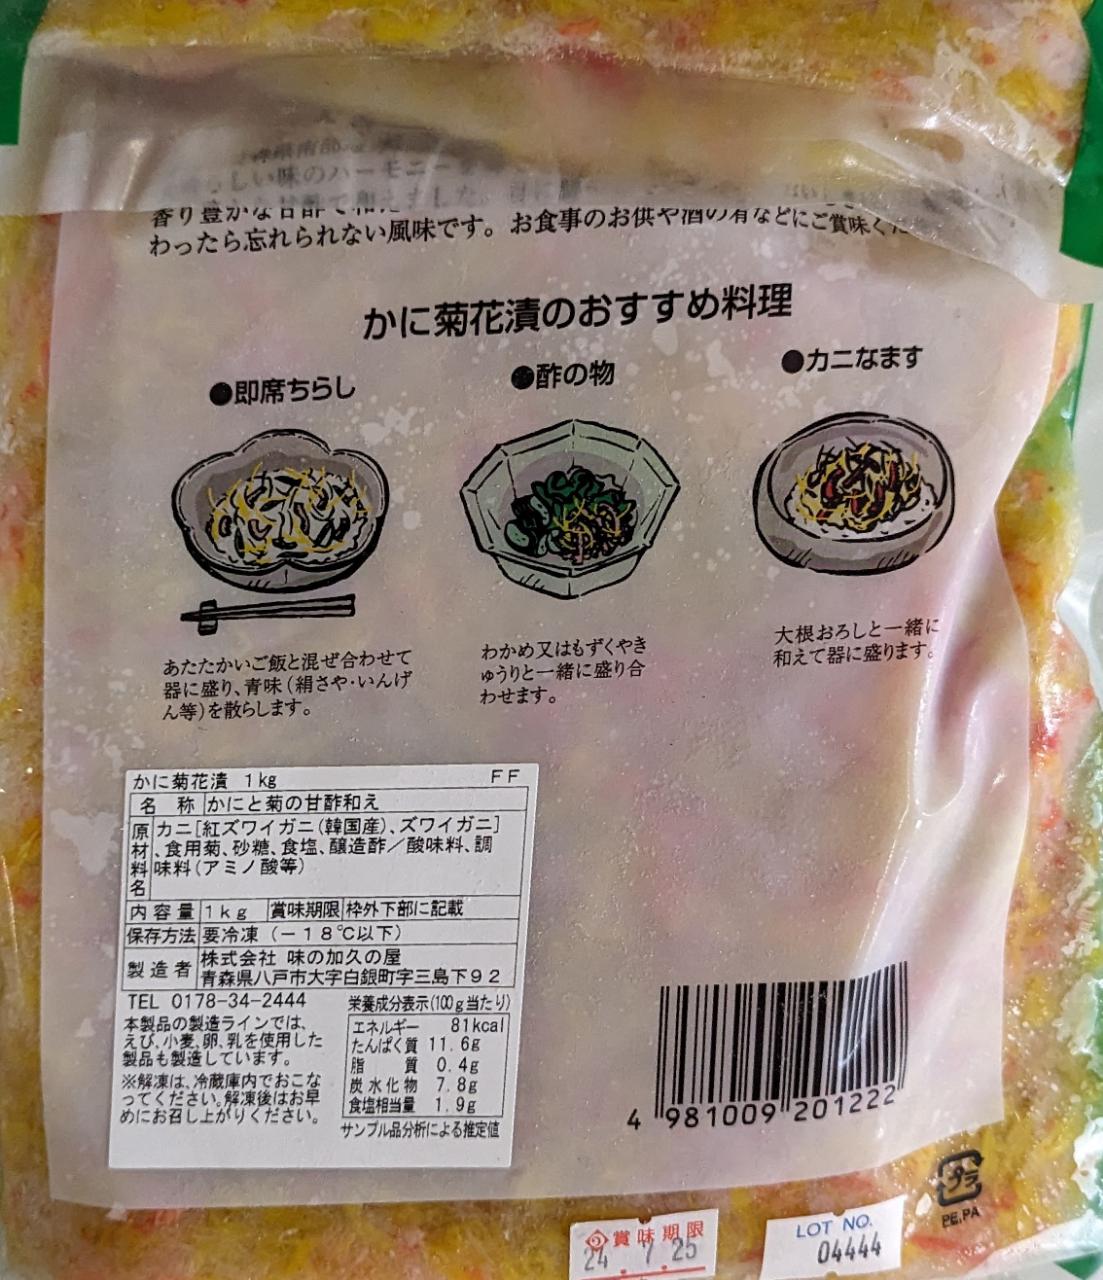 味のハーモニー
香り豊かな甘酢で和
わったら忘れられない風味です。お食事のお供や酒の肴などにご賞味くだ
かに菊花漬のおすすめ料理
●即席ちらし
●酢の物
●カニなます
あたたかいご飯と混ぜ合わせて
器に盛り、青味(絹さや・いんげ
ん等)を散らします。
わかめ又はもずくやき
ゅうりと一緒に盛り合
わせます。
大根おろしと一緒に
和えて器に盛ります。
かに菊花漬 1kg FF
名称 かにと菊の甘酢和え
原材料名 カニ[紅ズワイガニ(韓国産)、ズワイガニ]
、食用菊、砂糖、食塩、醸造酢/酸味料、調
味料(アミノ酸等)
内容量 1kg 賞味期限 枠外下部に記載
保存方法 要冷凍(-18℃以下)
製造者 株式会社 味の加久の屋
青森県八戸市大字白銀町字三島下92
TEL 0178-34-2444
本製品の製造ラインでは、
えび、小麦、卵、乳を使用した
製品も製造しています。
※解凍は、冷蔵庫内でおこな
ってください。解凍後はお早
めにお召し上がりください。
栄養成分表示(100g当たり)
エネルギー 81kcal
たんぱく質 11.6g
脂質 0.4g
炭水化物 7.8g
食塩相当量 1.9g
サンプル品分析による推定値
4 981009 201222
プラ
PE,PA
賞味期限
24.7.25
LOT NO.
04444